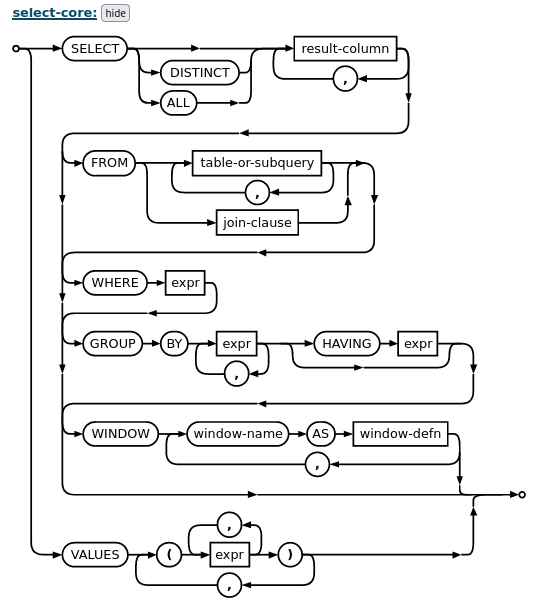 select-core: hide
SELECT result-column
DISTINCT ,
ALL
FROM table-or-subquery
,
join-clause
WHERE expr
GROUP BY expr HAVING expr
,
WINDOW window-name AS window-defn
,
,
VALUES ( expr )
,